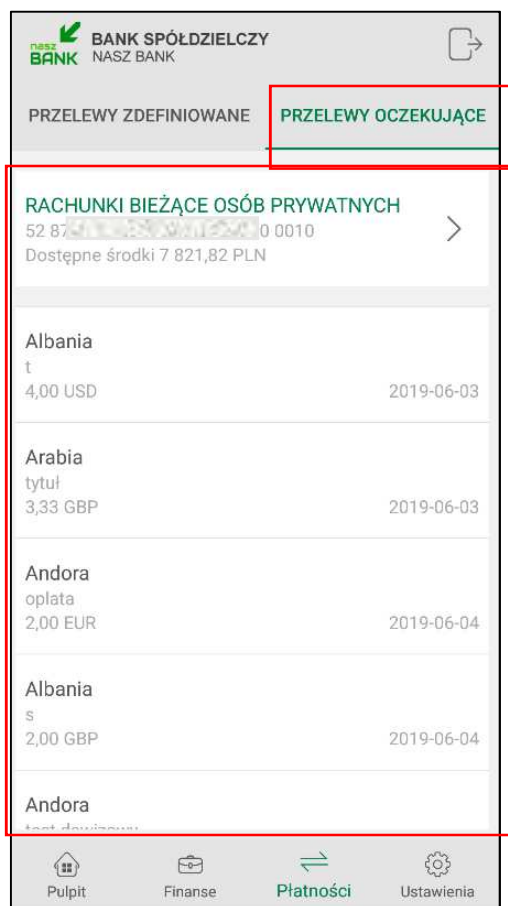 nasz BANK
BANK SPÓŁDZIELCZY
NASZ BANK
PRZELEWY ZDEFINIOWANE PRZELEWY OCZEKUJĄCE
RACHUNKI BIEŻĄCE OSÓB PRYWATNYCH
52 87 0 0010
Dostępne środki 7 821,82 PLN
Albania
t
4,00 USD 2019-06-03
Arabia
tytuł
3,33 GBP 2019-06-03
Andora
oplata
2,00 EUR 2019-06-04
Albania
s
2,00 GBP 2019-06-04
Andora
Pulpit Finanse Płatności Ustawienia